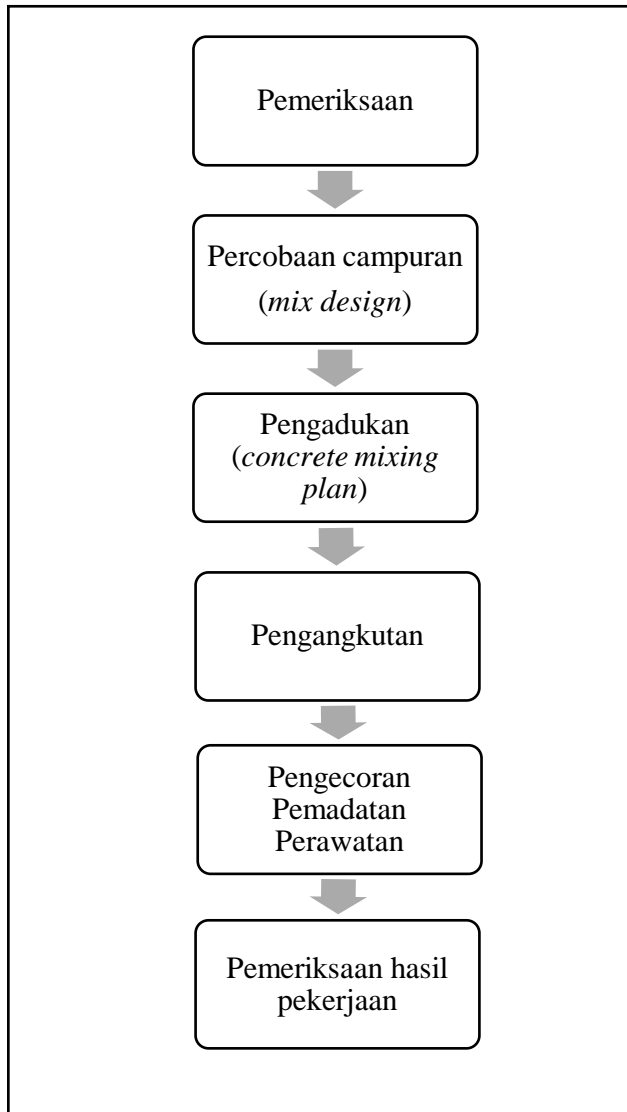 Pemeriksaan
Percobaan campuran
(mix design)
Pengadukan
(concrete mixing
plan)
Pengangkutan
Pengecoran
Pemadatan
Perawatan
Pemeriksaan hasil
pekerjaan